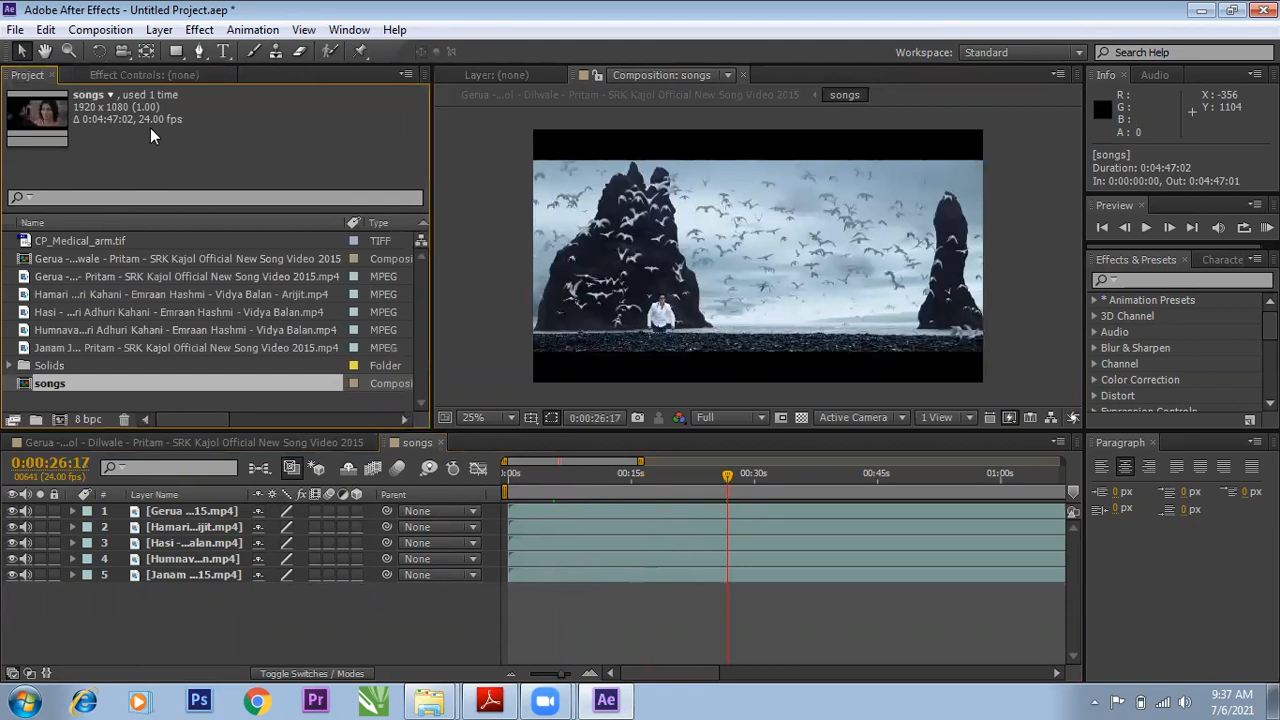 Adobe After Effects - Untitled Project.aep *
File Edit Composition Layer Effect Animation View Window Help
Workspace: Standard Search Help
Project Effect Controls: (none) Layer: (none) Composition: songs Info Audio
songs ▾ , used 1 time
1920 x 1080 (1.00)
Δ 0:04:47:02, 24.00 fps
Gerua -...ol - Dilwale - Pritam - SRK Kajol Official New Song Video 2015 songs
R :
G :
B :
A : 0
X : -356
Y : 1104
[songs]
Duration: 0:04:47:02
In: 0:00:00:00, Out: 0:04:47:01
Preview
Effects & Presets Characte
* Animation Presets
3D Channel
Audio
Blur & Sharpen
Channel
Color Correction
Distort
Expression Controls
Name Type
CP_Medical_arm.tif TIFF
Gerua -...wale - Pritam - SRK Kajol Official New Song Video 2015 Composi
Gerua -...- Pritam - SRK Kajol Official New Song Video 2015.mp4 MPEG
Hamari ...ri Kahani - Emraan Hashmi - Vidya Balan - Arijit.mp4 MPEG
Hasi -...ri Adhuri Kahani - Emraan Hashmi - Vidya Balan.mp4 MPEG
Humnava...ri Adhuri Kahani - Emraan Hashmi - Vidya Balan.mp4 MPEG
Janam J... Pritam - SRK Kajol Official New Song Video 2015.mp4 MPEG
Solids Folder
songs Composi
8 bpc
25% 0:00:26:17 Full Active Camera 1 View
Gerua -...ol - Dilwale - Pritam - SRK Kajol Official New Song Video 2015 songs
0:00:26:17
00641 (24.00 fps)
):00s 00:15s 00:30s 00:45s 01:00s
# Layer Name Parent
1 [Gerua ...15.mp4] None
2 [Hamari...ijit.mp4] None
3 [Hasi -...alan.mp4] None
4 [Humnav...n.mp4] None
5 [Janam ...15.mp4] None
Toggle Switches / Modes
Paragraph
0 px 0 px 0 px
0 px 0 px
Ps Pr Ae
9:37 AM
7/6/2021